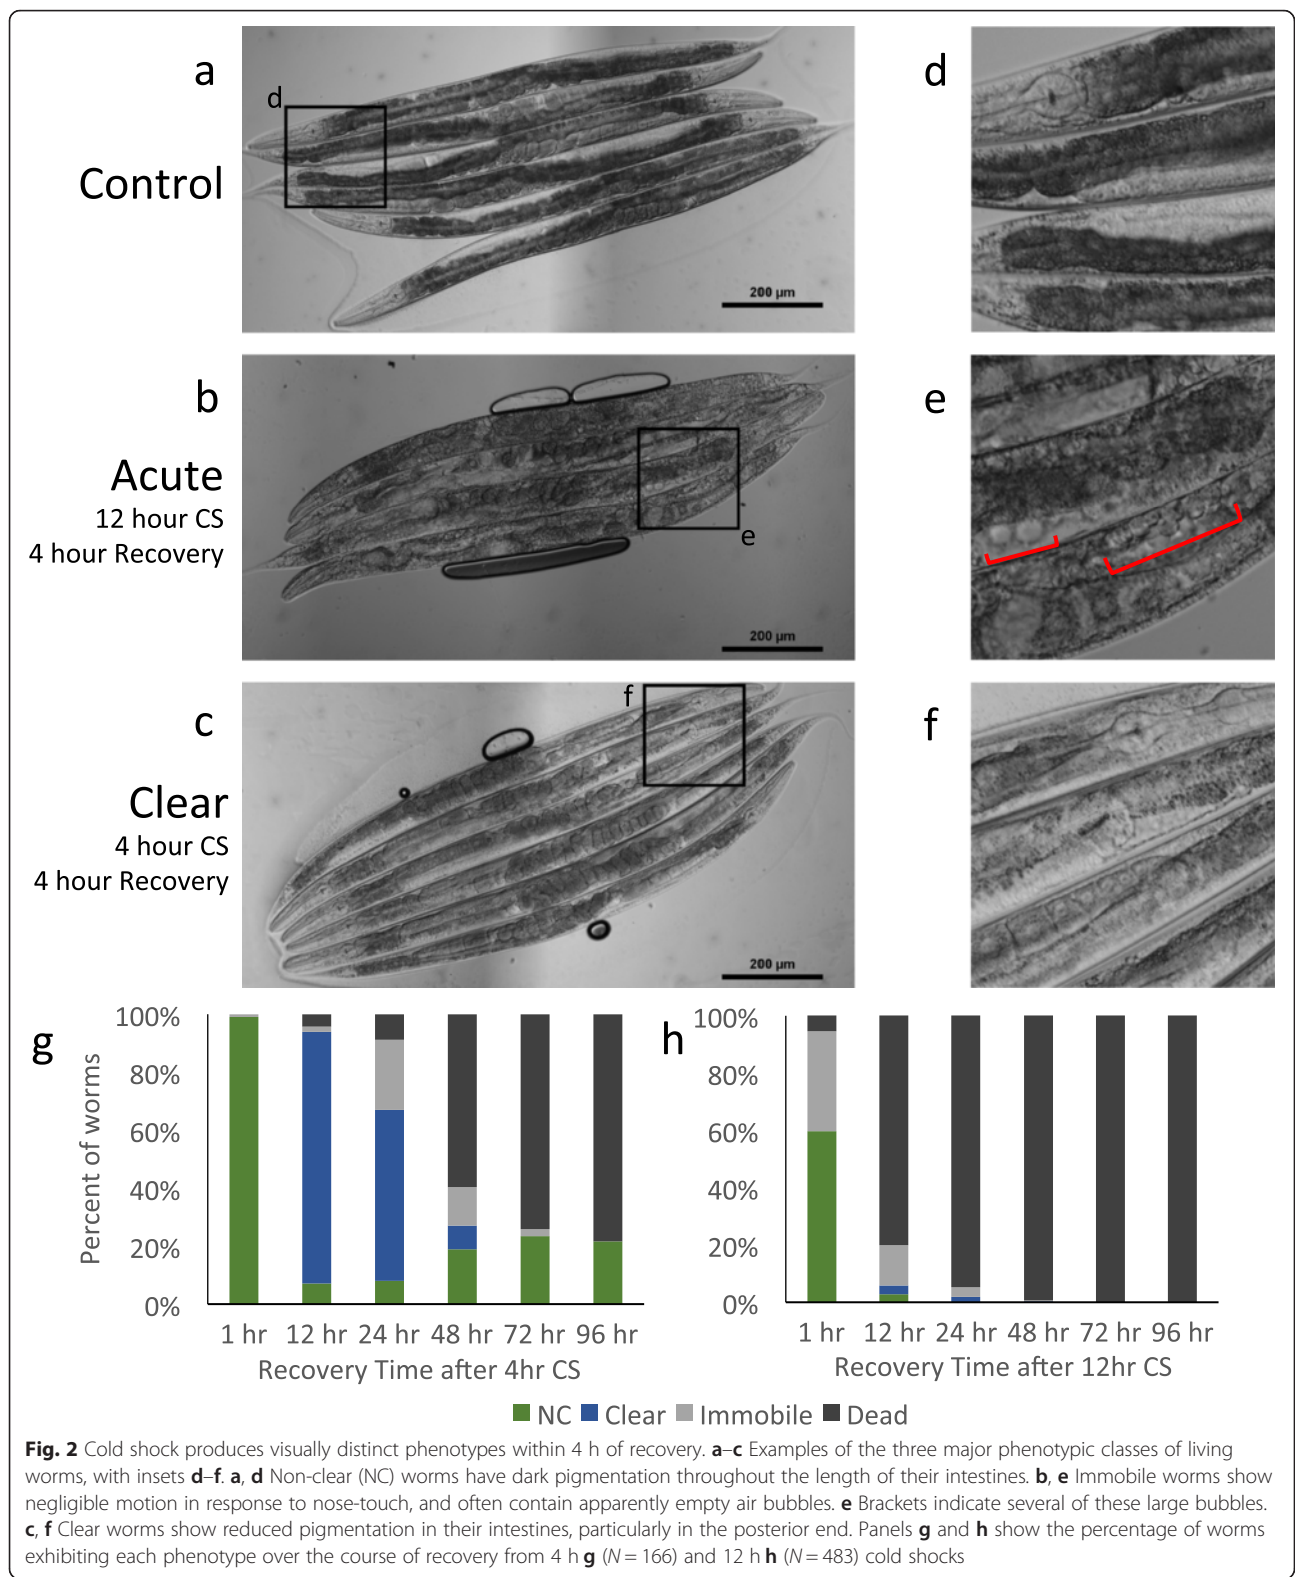 a
d
Control
200 µm
d
b
Acute
12 hour CS
4 hour Recovery
e
200 µm
e
c
Clear
4 hour CS
4 hour Recovery
f
200 µm
f
g
Percent of worms
100%
80%
60%
40%
20%
0%
1 hr 12 hr 24 hr 48 hr 72 hr 96 hr
Recovery Time after 4hr CS
h
100%
80%
60%
40%
20%
0%
1 hr 12 hr 24 hr 48 hr 72 hr 96 hr
Recovery Time after 12hr CS
NC Clear Immobile Dead
Fig. 2 Cold shock produces visually distinct phenotypes within 4 h of recovery. a–c Examples of the three major phenotypic classes of living
worms, with insets d–f. a, d Non-clear (NC) worms have dark pigmentation throughout the length of their intestines. b, e Immobile worms show
negligible motion in response to nose-touch, and often contain apparently empty air bubbles. e Brackets indicate several of these large bubbles.
c, f Clear worms show reduced pigmentation in their intestines, particularly in the posterior end. Panels g and h show the percentage of worms
exhibiting each phenotype over the course of recovery from 4 h g (N = 166) and 12 h h (N = 483) cold shocks